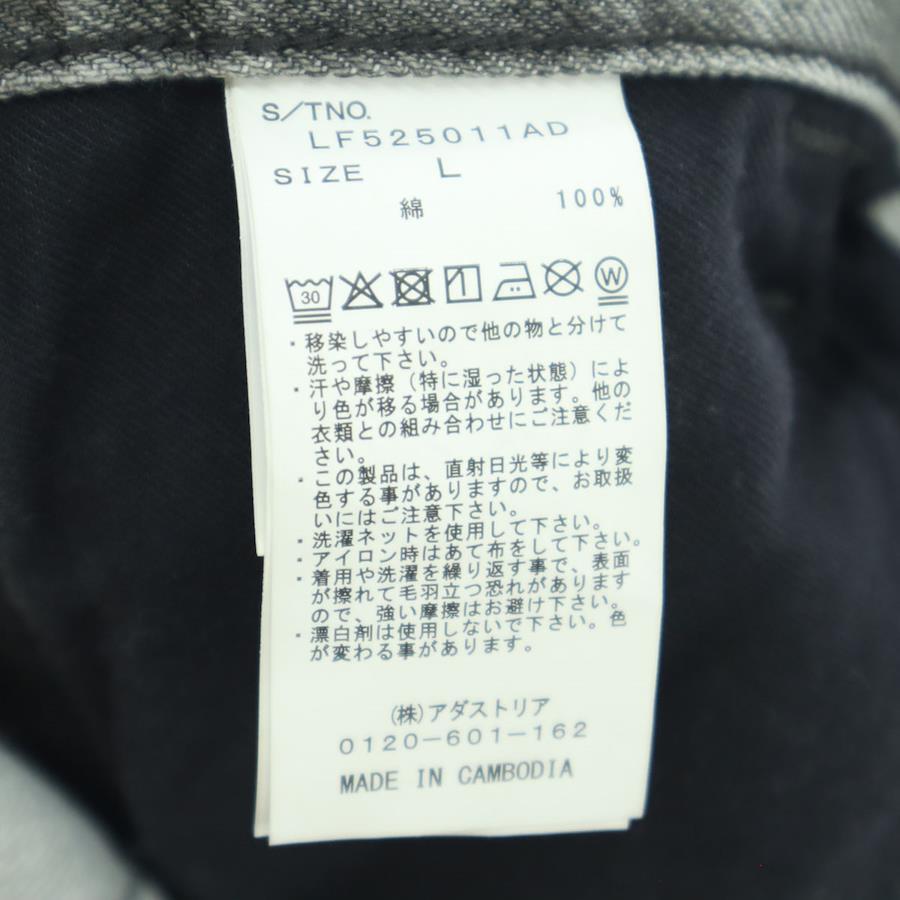 S/TNO.
LF525011AD
SIZE L
綿 100%
30 W
・移染しやすいので他の物と分けて
洗って下さい。
・汗や摩擦（特に湿った状態）によ
り色が移る場合があります。他の
衣類との組み合わせにご注意くだ
さい。
・この製品は、直射日光等により変
色する事がありますので、お取扱
いにはご注意下さい。
・洗濯ネットを使用して下さい。
・アイロン時はあて布をして下さい。
・着用や洗濯を繰り返す事で、表面
が擦れて毛羽立つ恐れがあります
ので、強い摩擦はお避け下さい。
・漂白剤は使用しないで下さい。色
が変わる事があります。
(株)アダストリア
0120-601-162
MADE IN CAMBODIA